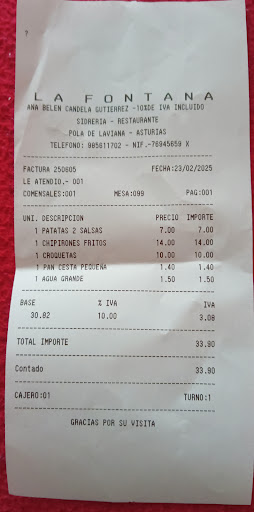 ?
LA FONTANA
ANA BELEN CANDELA GUTIERREZ -10%DE IVA INCLUIDO
SIDRERIA - RESTAURANTE
POLA DE LAVIANA - ASTURIAS
TELEFONO: 985611702 - NIF.-76945659 X
FACTURA 250605 FECHA:23/02/2025
LE ATENDIO.- 001
COMENSALES:001 MESA:099 PAG:001
UNI. DESCRIPCION PRECIO IMPORTE
1 PATATAS 2 SALSAS 7.00 7.00
1 CHIPIRONES FRITOS 14.00 14.00
1 CROQUETAS 10.00 10.00
1 PAN CESTA PEQUEÑA 1.40 1.40
1 AGUA GRANDE 1.50 1.50
BASE % IVA IVA
30.82 10.00 3.08
TOTAL IMPORTE 33.90
Contado 33.90
CAJERO:01 TURNO:1
GRACIAS POR SU VISITA